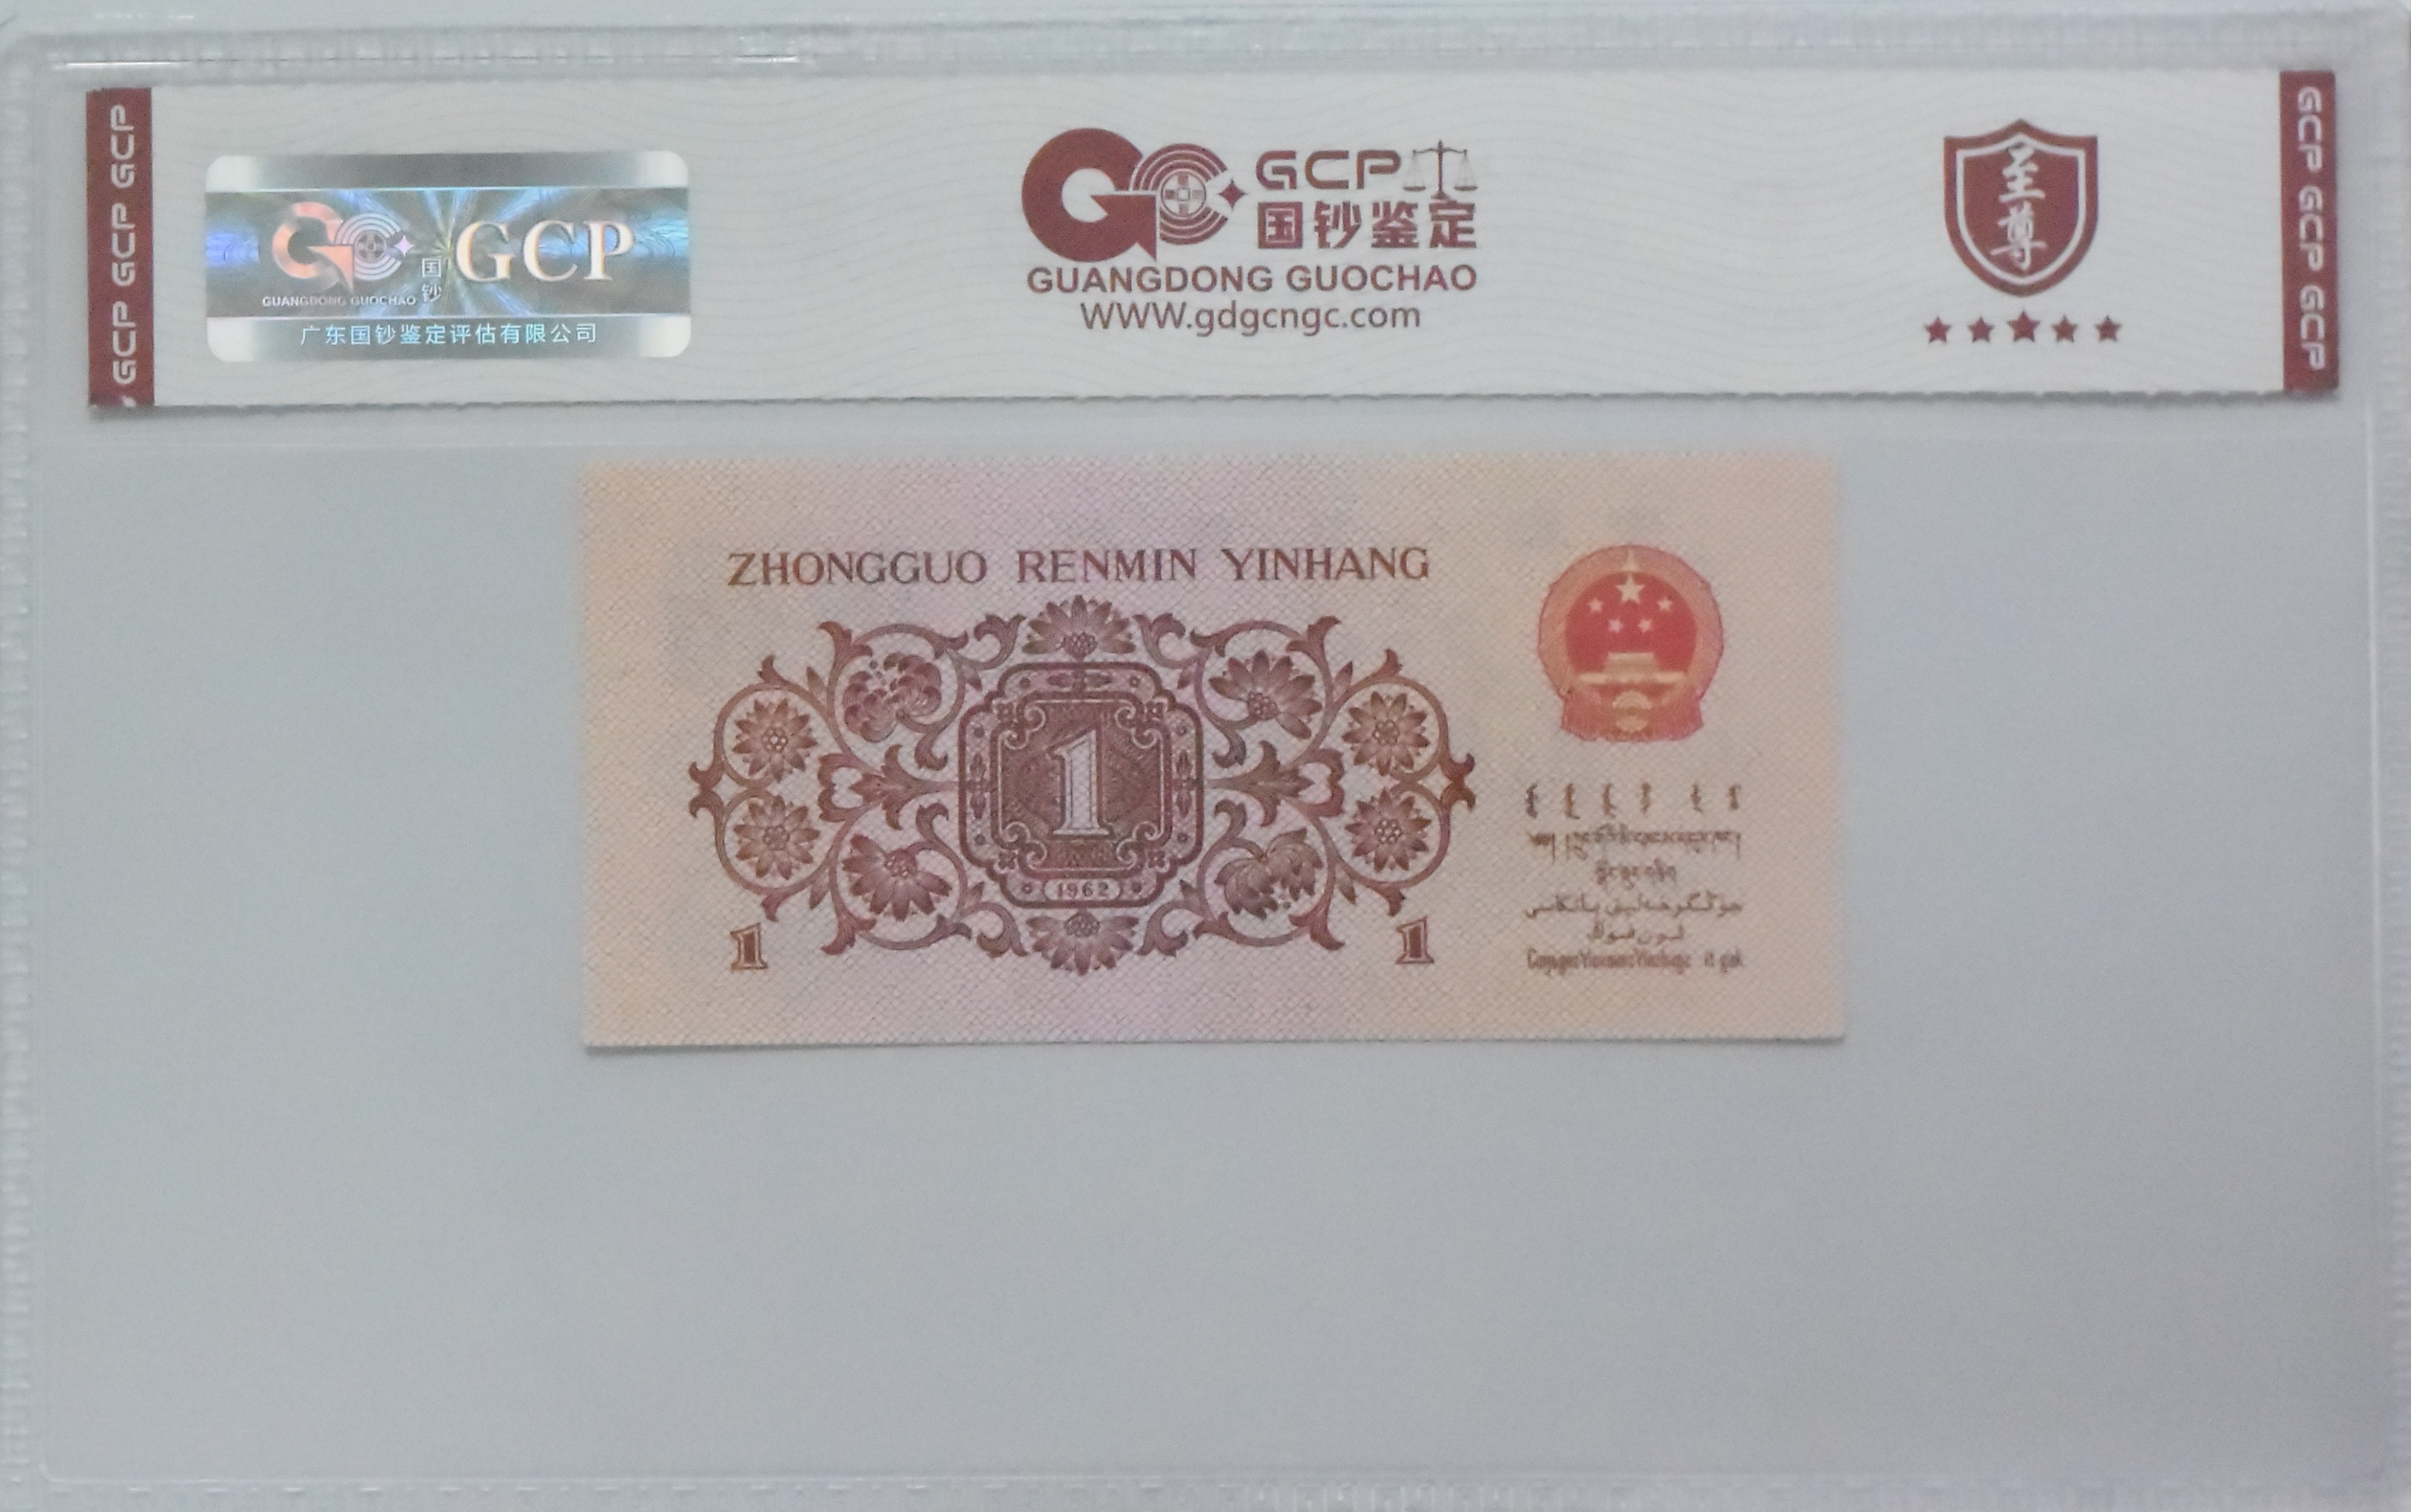 GCP GCP GCP
GUANGDONG GUOCHAO
国钞
GCP
广东国钞鉴定评估有限公司
GCP
国钞鉴定
GUANGDONG GUOCHAO
WWW.gdgcngc.com
至尊
GCP GCP GCP
ZHONGGUO RENMIN YINHANG
1
1962
1
1